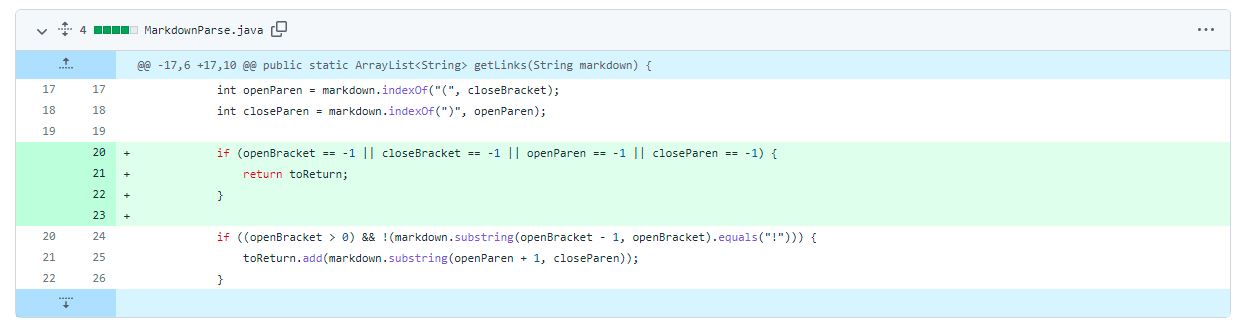 4 MarkdownParse.java
@@ -17,6 +17,10 @@ public static ArrayList<String> getLinks(String markdown) {
17 17 int openParen = markdown.indexOf("(", closeBracket);
18 18 int closeParen = markdown.indexOf(")", openParen);
19 19
20 + if (openBracket == -1 || closeBracket == -1 || openParen == -1 || closeParen == -1) {
21 + return toReturn;
22 + }
23 +
20 24 if ((openBracket > 0) && !(markdown.substring(openBracket - 1, openBracket).equals("!"))) {
21 25 toReturn.add(markdown.substring(openParen + 1, closeParen));
22 26 }